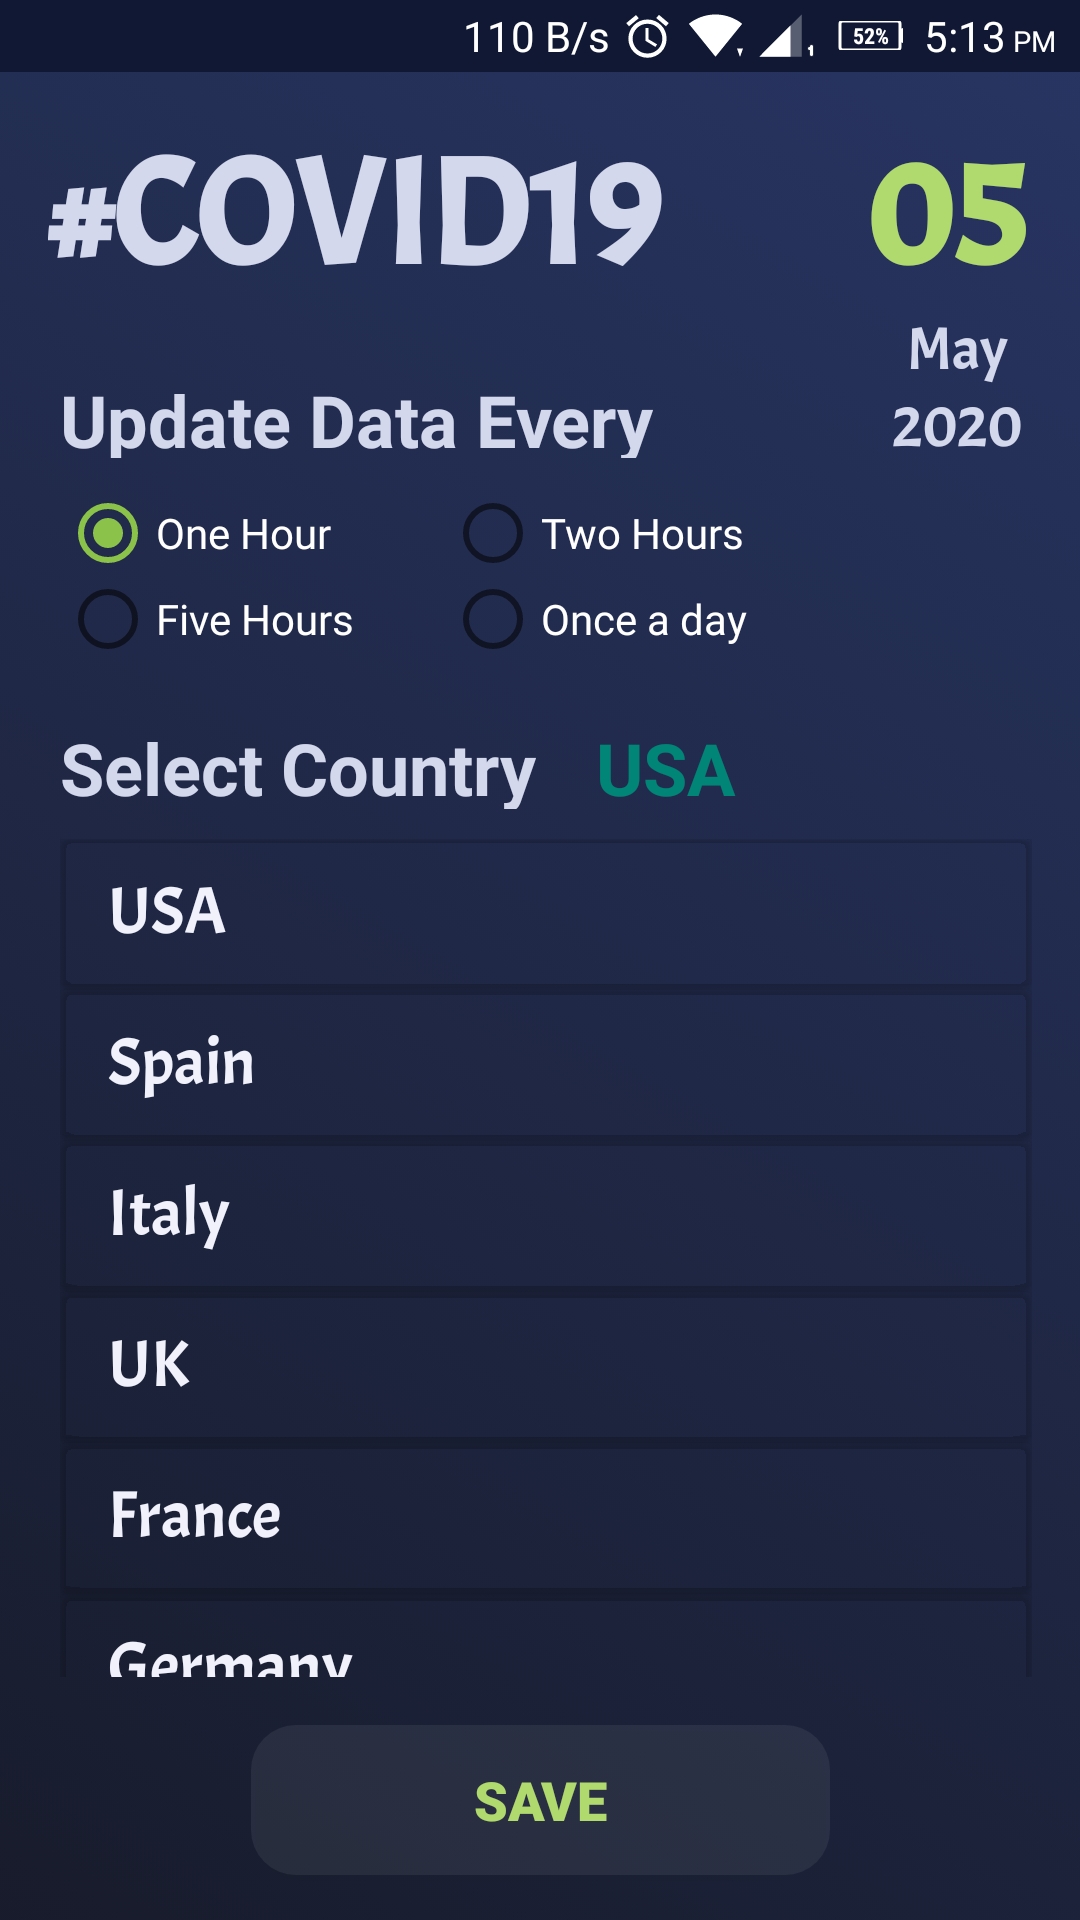 110 B/s 52% 5:13 PM
#COVID19 05
May
2020
Update Data Every
One Hour Two Hours
Five Hours Once a day
Select Country USA
USA
Spain
Italy
UK
France
Germany
SAVE